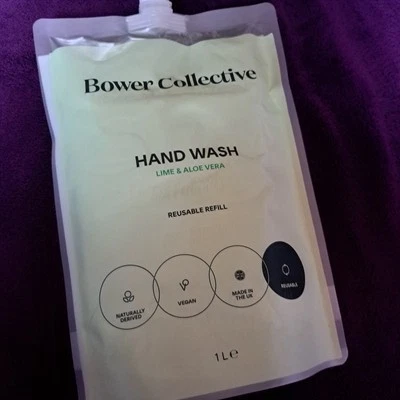 Bower Collective
HAND WASH
LIME & ALOE VERA
REUSABLE REFILL
NATURALLY
DERIVED
VEGAN
MADE IN
THE UK
REUSABLE
1 L ℮